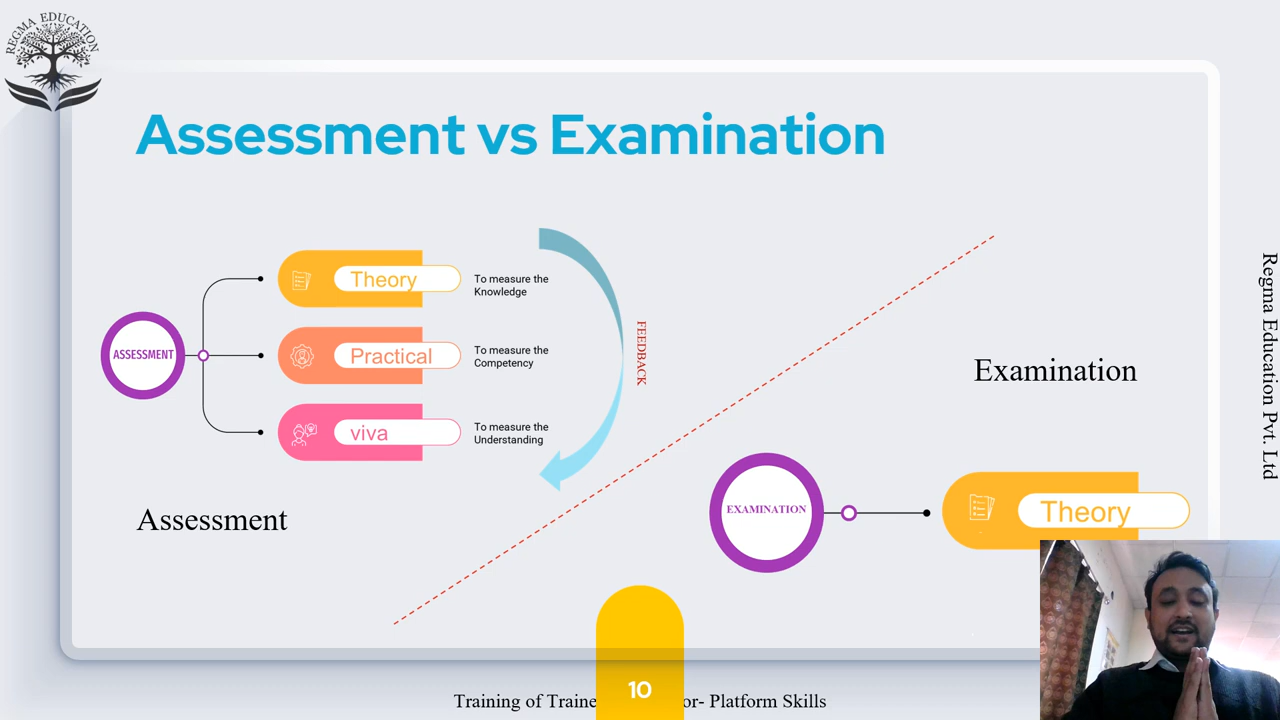 REGMA EDUCATION
Assessment vs Examination
ASSESSMENT
Theory
To measure the
Knowledge
Practical
To measure the
Competency
viva
To measure the
Understanding
FEEDBACK
Assessment
Examination
EXAMINATION
Theory
Regma Education Pvt. Ltd
10
Training of Traine
or- Platform Skills